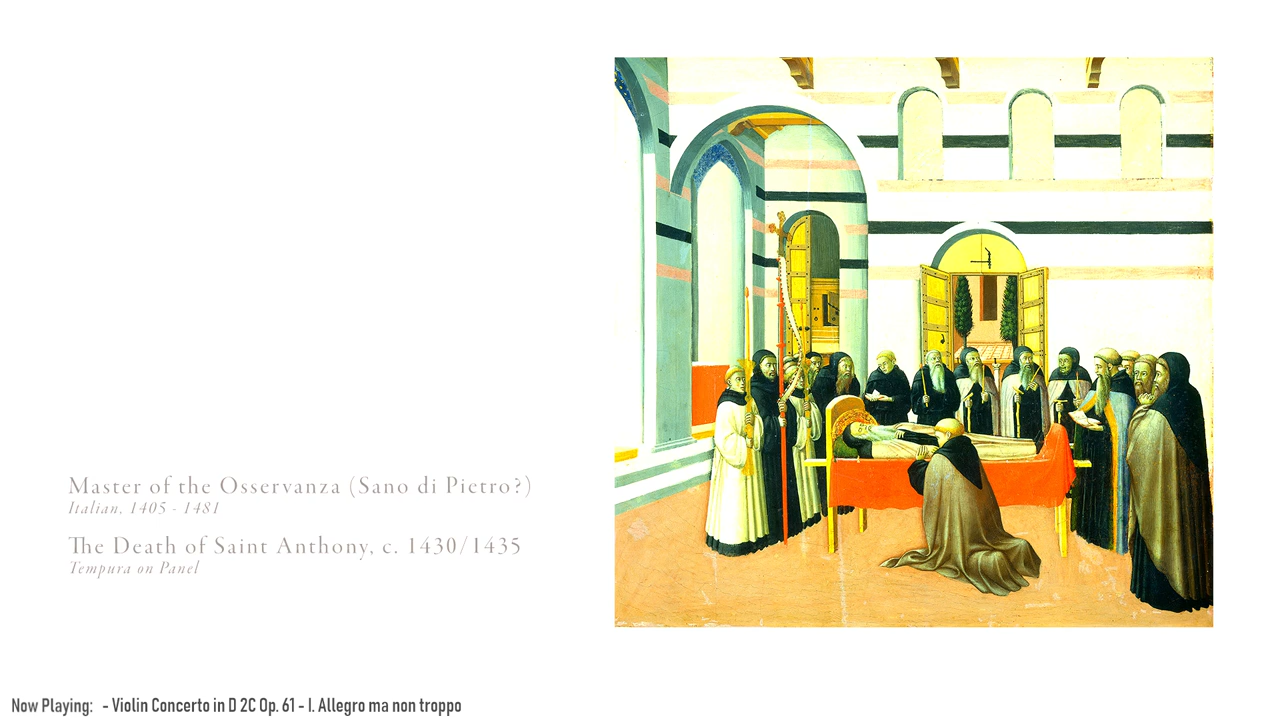 Master of the Osservanza (Sano di Pietro?)
Italian, 1405 - 1481
The Death of Saint Anthony, c. 1430/1435
Tempura on Panel
Now Playing: - Violin Concerto in D 2C Op. 61 - I. Allegro ma non troppo